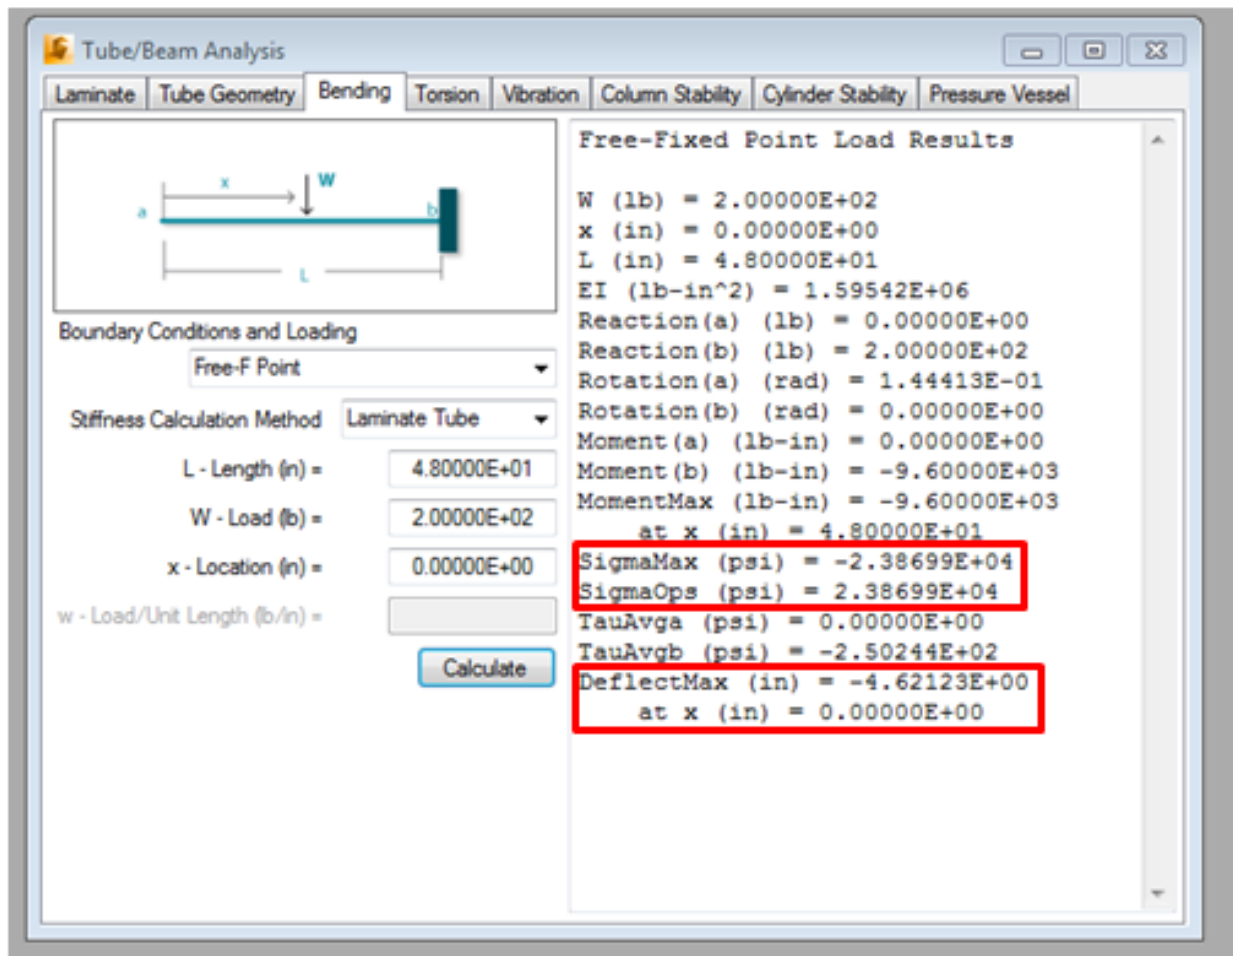 Tube/Beam Analysis
Laminate Tube Geometry Bending Torsion Vibration Column Stability Cylinder Stability Pressure Vessel
x
W
a
b
L
Boundary Conditions and Loading
Free-F Point
Stiffness Calculation Method Laminate Tube
L - Length (in) = 4.80000E+01
W - Load (lb) = 2.00000E+02
x - Location (in) = 0.00000E+00
w - Load/Unit Length (lb/in) =
Calculate
Free-Fixed Point Load Results
W (lb) = 2.00000E+02
x (in) = 0.00000E+00
L (in) = 4.80000E+01
EI (lb-in^2) = 1.59542E+06
Reaction(a) (lb) = 0.00000E+00
Reaction(b) (lb) = 2.00000E+02
Rotation(a) (rad) = 1.44413E-01
Rotation(b) (rad) = 0.00000E+00
Moment(a) (lb-in) = 0.00000E+00
Moment(b) (lb-in) = -9.60000E+03
MomentMax (lb-in) = -9.60000E+03
at x (in) = 4.80000E+01
SigmaMax (psi) = -2.38699E+04
SigmaOps (psi) = 2.38699E+04
TauAvga (psi) = 0.00000E+00
TauAvgb (psi) = -2.50244E+02
DeflectMax (in) = -4.62123E+00
at x (in) = 0.00000E+00